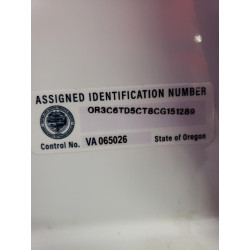 ASSIGNED IDENTIFICATION NUMBER
OR3C6TD5CT8CG151289
Control No. VA 065026 State of Oregon